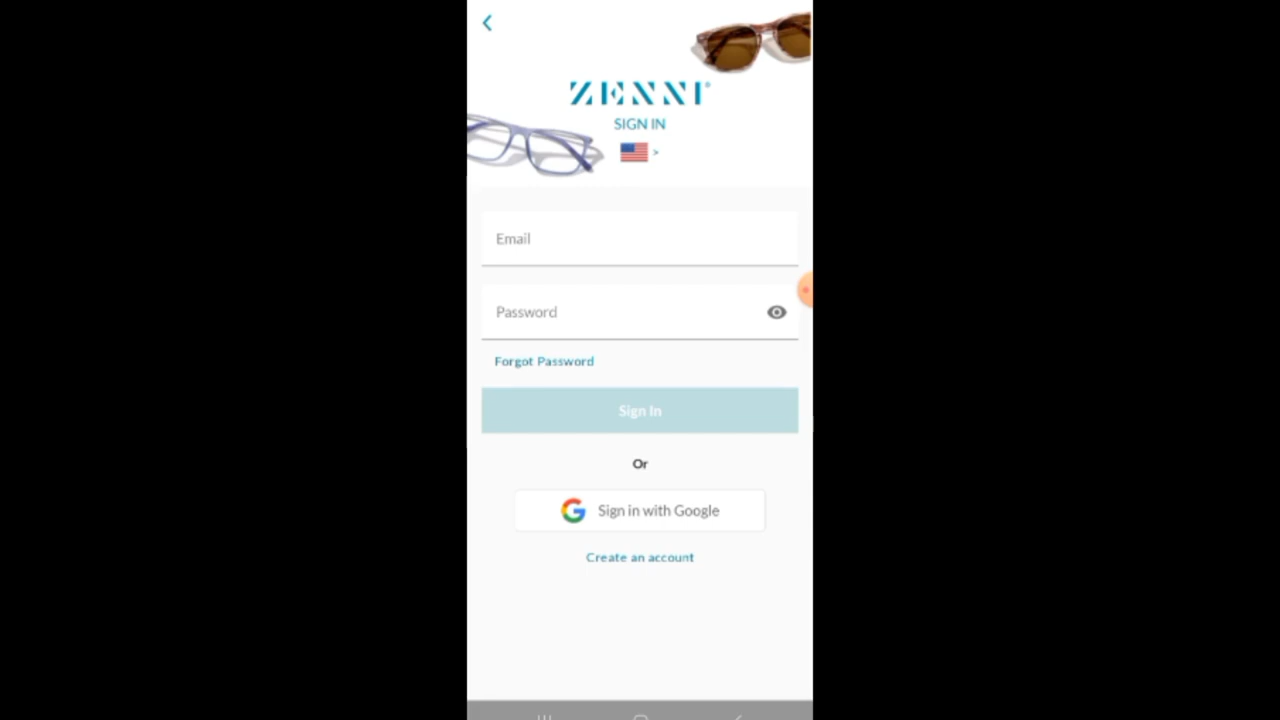 ZENNI®
SIGN IN
>
Email
Password
Forgot Password
Sign In
Or
Sign in with Google
Create an account